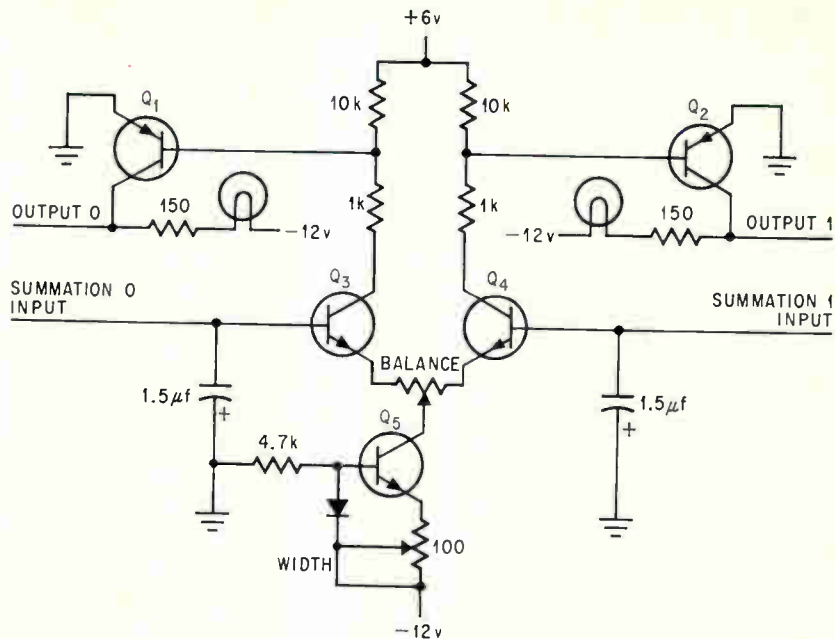 +6v
10k
10k
Q1
Q2
1k
1k
150
150
OUTPUT 0
-12v
-12v
OUTPUT 1
Q3
Q4
SUMMATION 0
INPUT
SUMMATION 1
INPUT
BALANCE
1.5μf
+
1.5μf
+
Q5
4.7k
100
WIDTH
-12v